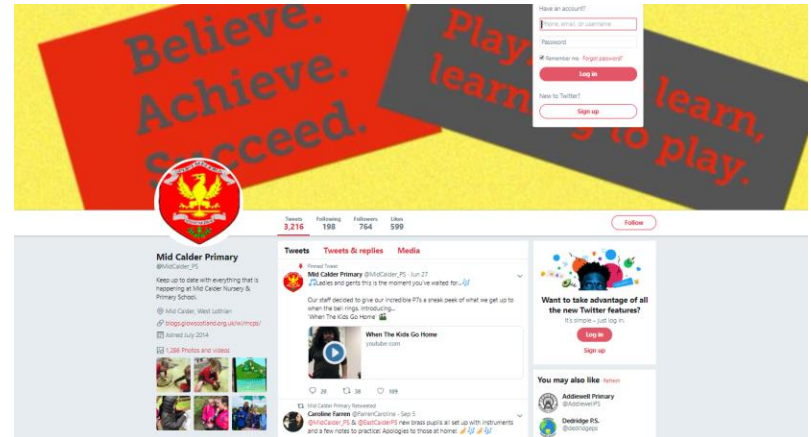 Believe.
Achieve.
Succeed.
Play
learn,
learn
to play.
Have an account?
Phone, email, or username
Password
Remember me · Forgot password?
Log in
New to Twitter?
Sign up
Tweets
3,216
Following
198
Followers
764
Likes
599
Follow
Mid Calder Primary
@MidCalder_PS
Keep up to date with everything that is
happening at Mid Calder Nursery &
Primary School.
Mid Calder, West Lothian
blogs.glowscotland.org.uk/wl/mcps/
Joined July 2014
1,286 Photos and videos
Tweets Tweets & replies Media
Pinned Tweet
Mid Calder Primary @MidCalder_PS · Jun 27
Ladies and gents this is the moment you've waited for...
Our staff decided to give our incredible P7s a sneak peek of what we get up to
when the bell rings. Introducing...
'When The Kids Go Home'
When The Kids Go Home
youtube.com
28 38 109
Mid Calder Primary Retweeted
Caroline Farren @FarrenCaroline · Sep 5
@MidCalder_PS & @EastCalderPS new brass pupils all set up with instruments
and a few notes to practice! Apologies to those at home!
Want to take advantage of all
the new Twitter features?
It's simple – just log in.
Log in
Sign up
You may also like · Refresh
Addiewell Primary
@AddiewellPS
Dedridge P.S.
@dedridgeps